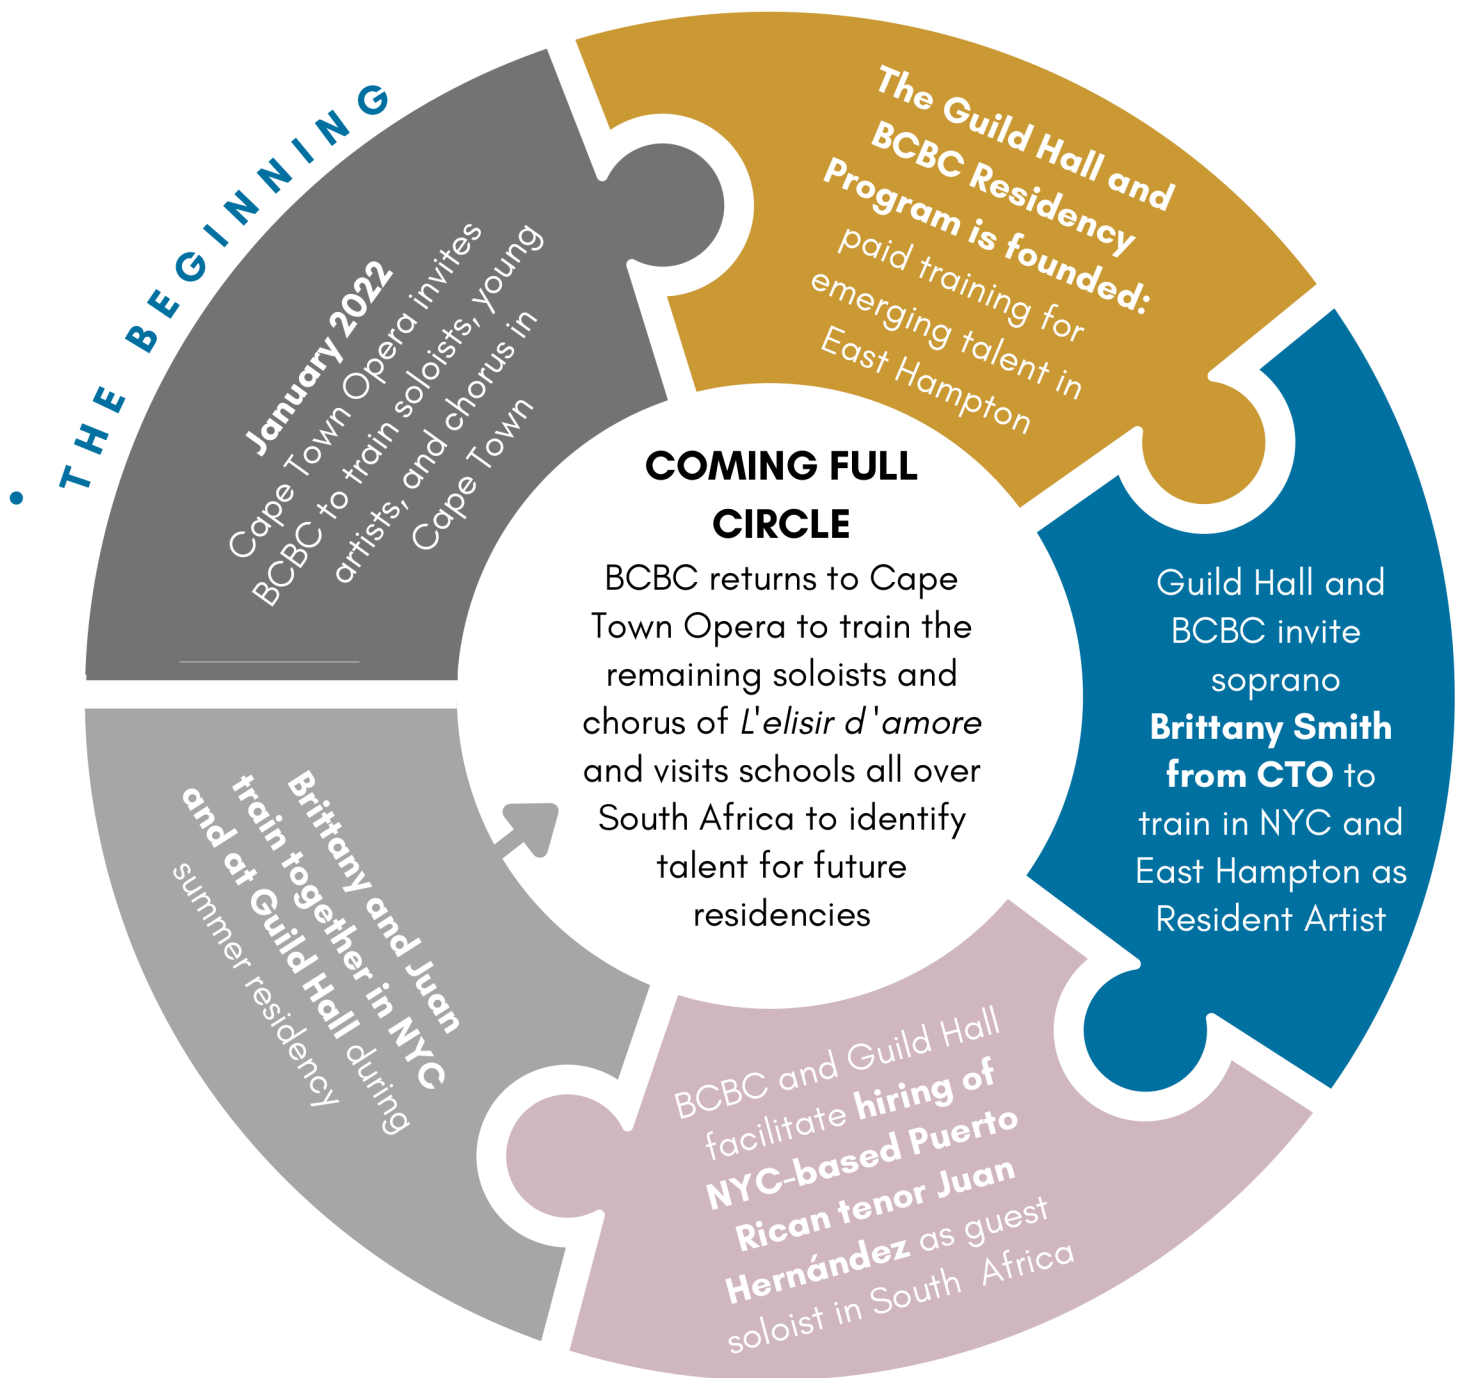 THE BEGINNING
January 2022
Cape Town Opera invites
BCBC to train soloists, young
artists, and chorus in
Cape Town
The Guild Hall and
BCBC Residency
Program is founded:
paid training for
emerging talent in
East Hampton
Guild Hall and
BCBC invite
soprano
Brittany Smith
from CTO to
train in NYC and
East Hampton as
Resident Artist
BCBC and Guild Hall
facilitate hiring of
NYC-based Puerto
Rican tenor Juan
Hernández as guest
soloist in South Africa
Brittany and Juan
train together in NYC
and at Guild Hall during
summer residency
COMING FULL
CIRCLE
BCBC returns to Cape
Town Opera to train the
remaining soloists and
chorus of L'elisir d'amore
and visits schools all over
South Africa to identify
talent for future
residencies